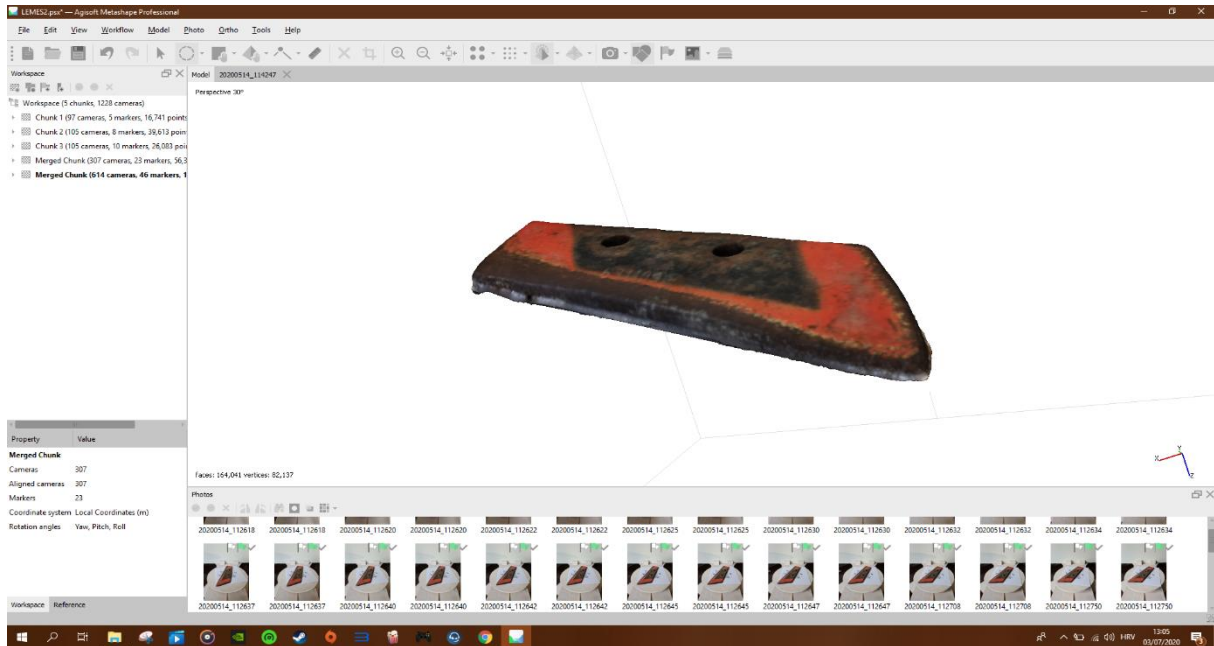 LEMES2.psx* — Agisoft Metashape Professional
File Edit View Workflow Model Photo Ortho Tools Help
Workspace
Model 20200514_114247
Perspective 30°
Workspace (5 chunks, 1228 cameras)
Chunk 1 (97 cameras, 5 markers, 16,741 points
Chunk 2 (105 cameras, 8 markers, 39,613 poin
Chunk 3 (105 cameras, 10 markers, 26,083 poi
Merged Chunk (307 cameras, 23 markers, 56,3
Merged Chunk (614 cameras, 46 markers, 1
Property Value
Merged Chunk
Cameras 307
Aligned cameras 307
Markers 23
Coordinate system Local Coordinates (m)
Rotation angles Yaw, Pitch, Roll
Workspace Reference
faces: 164,041 vertices: 82,137
X Y Z
Photos
20200514_112618 20200514_112618 20200514_112620 20200514_112620 20200514_112622 20200514_112622 20200514_112625 20200514_112625 20200514_112630 20200514_112630 20200514_112632 20200514_112632 20200514_112634 20200514_112634
20200514_112637 20200514_112637 20200514_112640 20200514_112640 20200514_112642 20200514_112642 20200514_112645 20200514_112645 20200514_112647 20200514_112647 20200514_112708 20200514_112708 20200514_112750 20200514_112750
HRV
13:05
03/07/2020